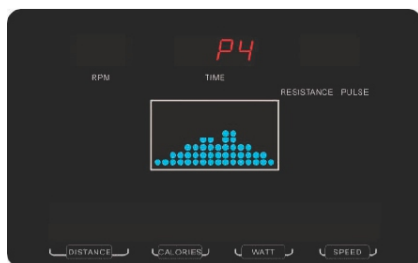 P4
RPM
TIME
RESISTANCE PULSE
DISTANCE
CALORIES
WATT
SPEED